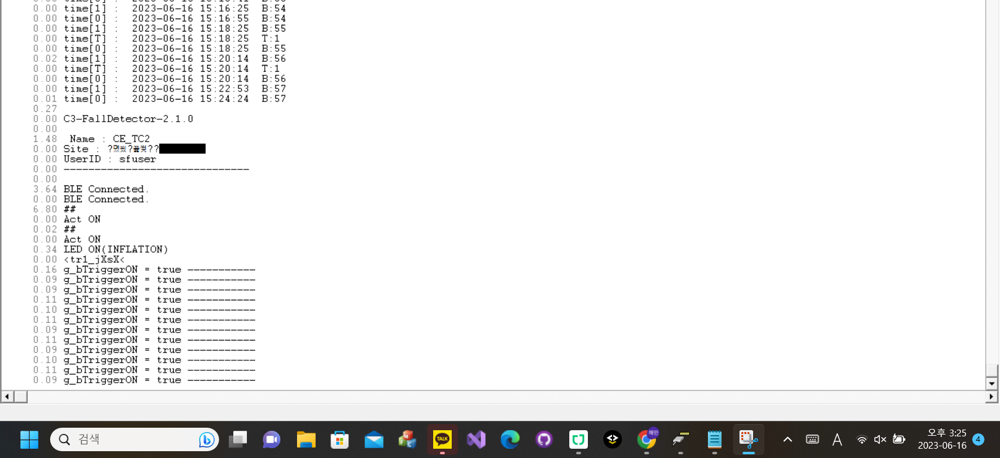 0.00 time[1] :  2023-06-16 15:16:25  B:54
0.00 time[0] :  2023-06-16 15:16:55  B:54
0.00 time[1] :  2023-06-16 15:18:25  B:55
0.00 time[T] :  2023-06-16 15:18:25  T:1
0.00 time[0] :  2023-06-16 15:18:25  B:55
0.02 time[1] :  2023-06-16 15:20:14  B:56
0.00 time[T] :  2023-06-16 15:20:14  T:1
0.00 time[0] :  2023-06-16 15:20:14  B:56
0.00 time[1] :  2023-06-16 15:22:53  B:57
0.01 time[0] :  2023-06-16 15:24:24  B:57
0.27
0.00 C3-FallDetector-2.1.0
0.00
1.48  Name : CE_TC2
0.00 Site :
0.00 UserID : sfuser
0.00 ------------------------------
0.00
3.64 BLE Connected.
0.00 BLE Connected.
6.80 ##
0.00 Act ON
0.02 ##
0.00 Act ON
0.34 LED ON(INFLATION)
0.00 <tr1_jXsX<
0.16 g_bTriggerON = true -----------
0.09 g_bTriggerON = true -----------
0.09 g_bTriggerON = true -----------
0.11 g_bTriggerON = true -----------
0.10 g_bTriggerON = true -----------
0.11 g_bTriggerON = true -----------
0.09 g_bTriggerON = true -----------
0.11 g_bTriggerON = true -----------
0.09 g_bTriggerON = true -----------
0.10 g_bTriggerON = true -----------
0.11 g_bTriggerON = true -----------
0.09 g_bTriggerON = true -----------
검색
TALK
해인
A
오후 3:25
2023-06-16
4